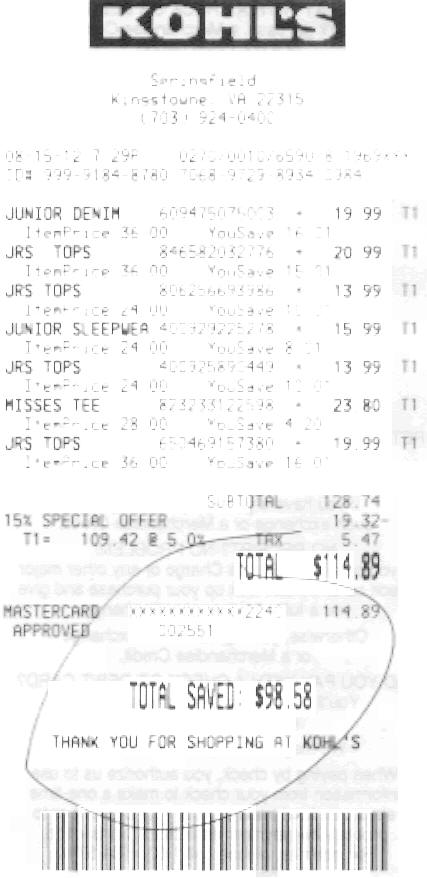 KOHL'S
Springfield
Kingstowne, VA 22315
(703) 924-0400
08-15-12 7 29P 0270/0010/6590
ID# 999-9184-8780-7068-9729-8934
JUNIOR DENIM 609475075003 19 99 T1
ItemPrice 36 00 YouSave 16 01
JRS TOPS 846582032776 20 99 T1
ItemPrice 36 00 YouSave 15 01
JRS TOPS 806256693986 13 99 T1
ItemPrice 24 00 YouSave 10 01
JUNIOR SLEEPWEA 400929225278 15 99 T1
ItemPrice 24 00 YouSave 8 01
JRS TOPS 400925890449 13 99 T1
ItemPrice 24 00 YouSave 10 01
MISSES TEE 823233122598 23 80 T1
ItemPrice 28 00 YouSave 4 20
JRS TOPS 650469157380 19.99 T1
ItemPrice 36 00 YouSave 16 01
SUBTOTAL 128.74
15% SPECIAL OFFER 19.32-
T1= 109.42 @ 5.0% TAX 5.47
TOTAL $114.89
MASTERCARD XXXXXXXXXXXX2240 114.89
APPROVED 002551
TOTAL SAVED: $98.58
THANK YOU FOR SHOPPING AT KOHL'S